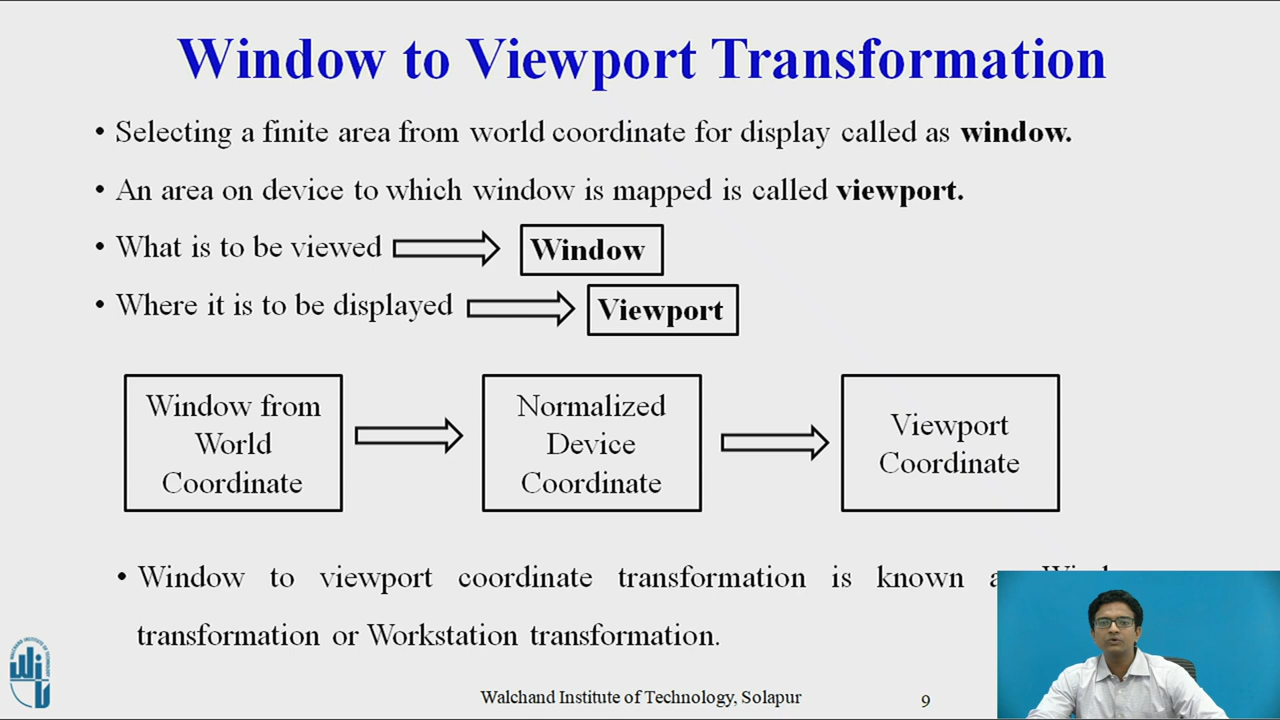 Window to Viewport Transformation
• Selecting a finite area from world coordinate for display called as window.
• An area on device to which window is mapped is called viewport.
• What is to be viewed Window
• Where it is to be displayed Viewport
Window from
World
Coordinate
Normalized
Device
Coordinate
Viewport
Coordinate
• Window to viewport coordinate transformation is known
transformation or Workstation transformation.
Walchand Institute of Technology, Solapur
9